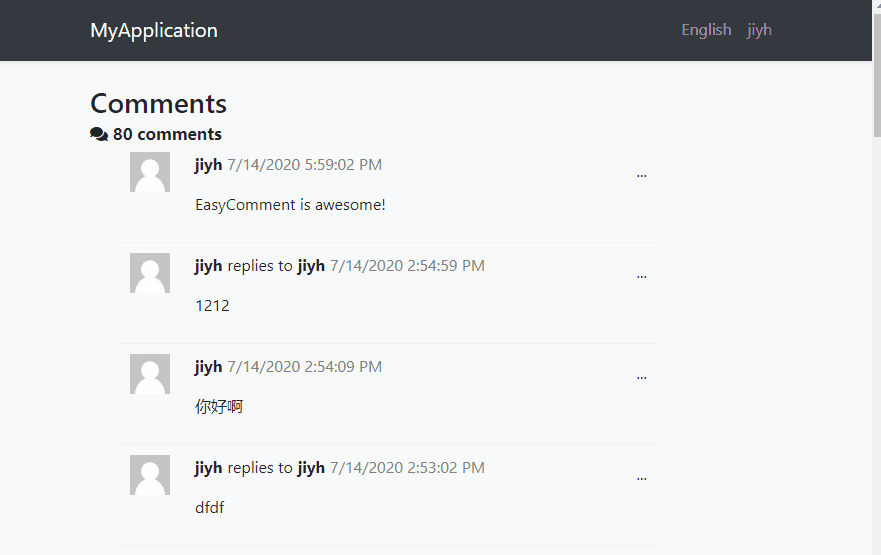 MyApplication English jiyh
Comments
80 comments
jiyh 7/14/2020 5:59:02 PM
...
EasyComment is awesome!
jiyh replies to jiyh 7/14/2020 2:54:59 PM
...
1212
jiyh 7/14/2020 2:54:09 PM
...
你好啊
jiyh replies to jiyh 7/14/2020 2:53:02 PM
...
dfdf